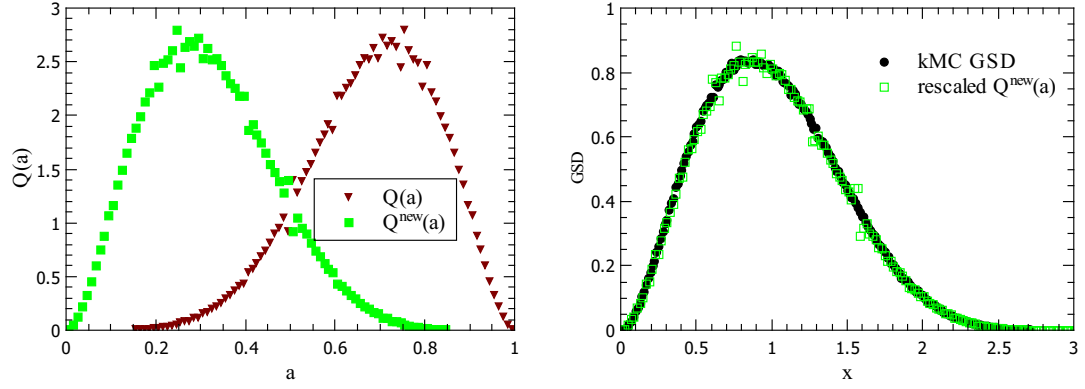 3
2.5
2
1.5
1
0.5
0
Q(a)
Q(a)
Q^new(a)
0 0.2 0.4 0.6 0.8 1
a
1
0.8
0.6
0.4
0.2
0
GSD
kMC GSD
rescaled Q^new(a)
0 0.5 1 1.5 2 2.5 3
x